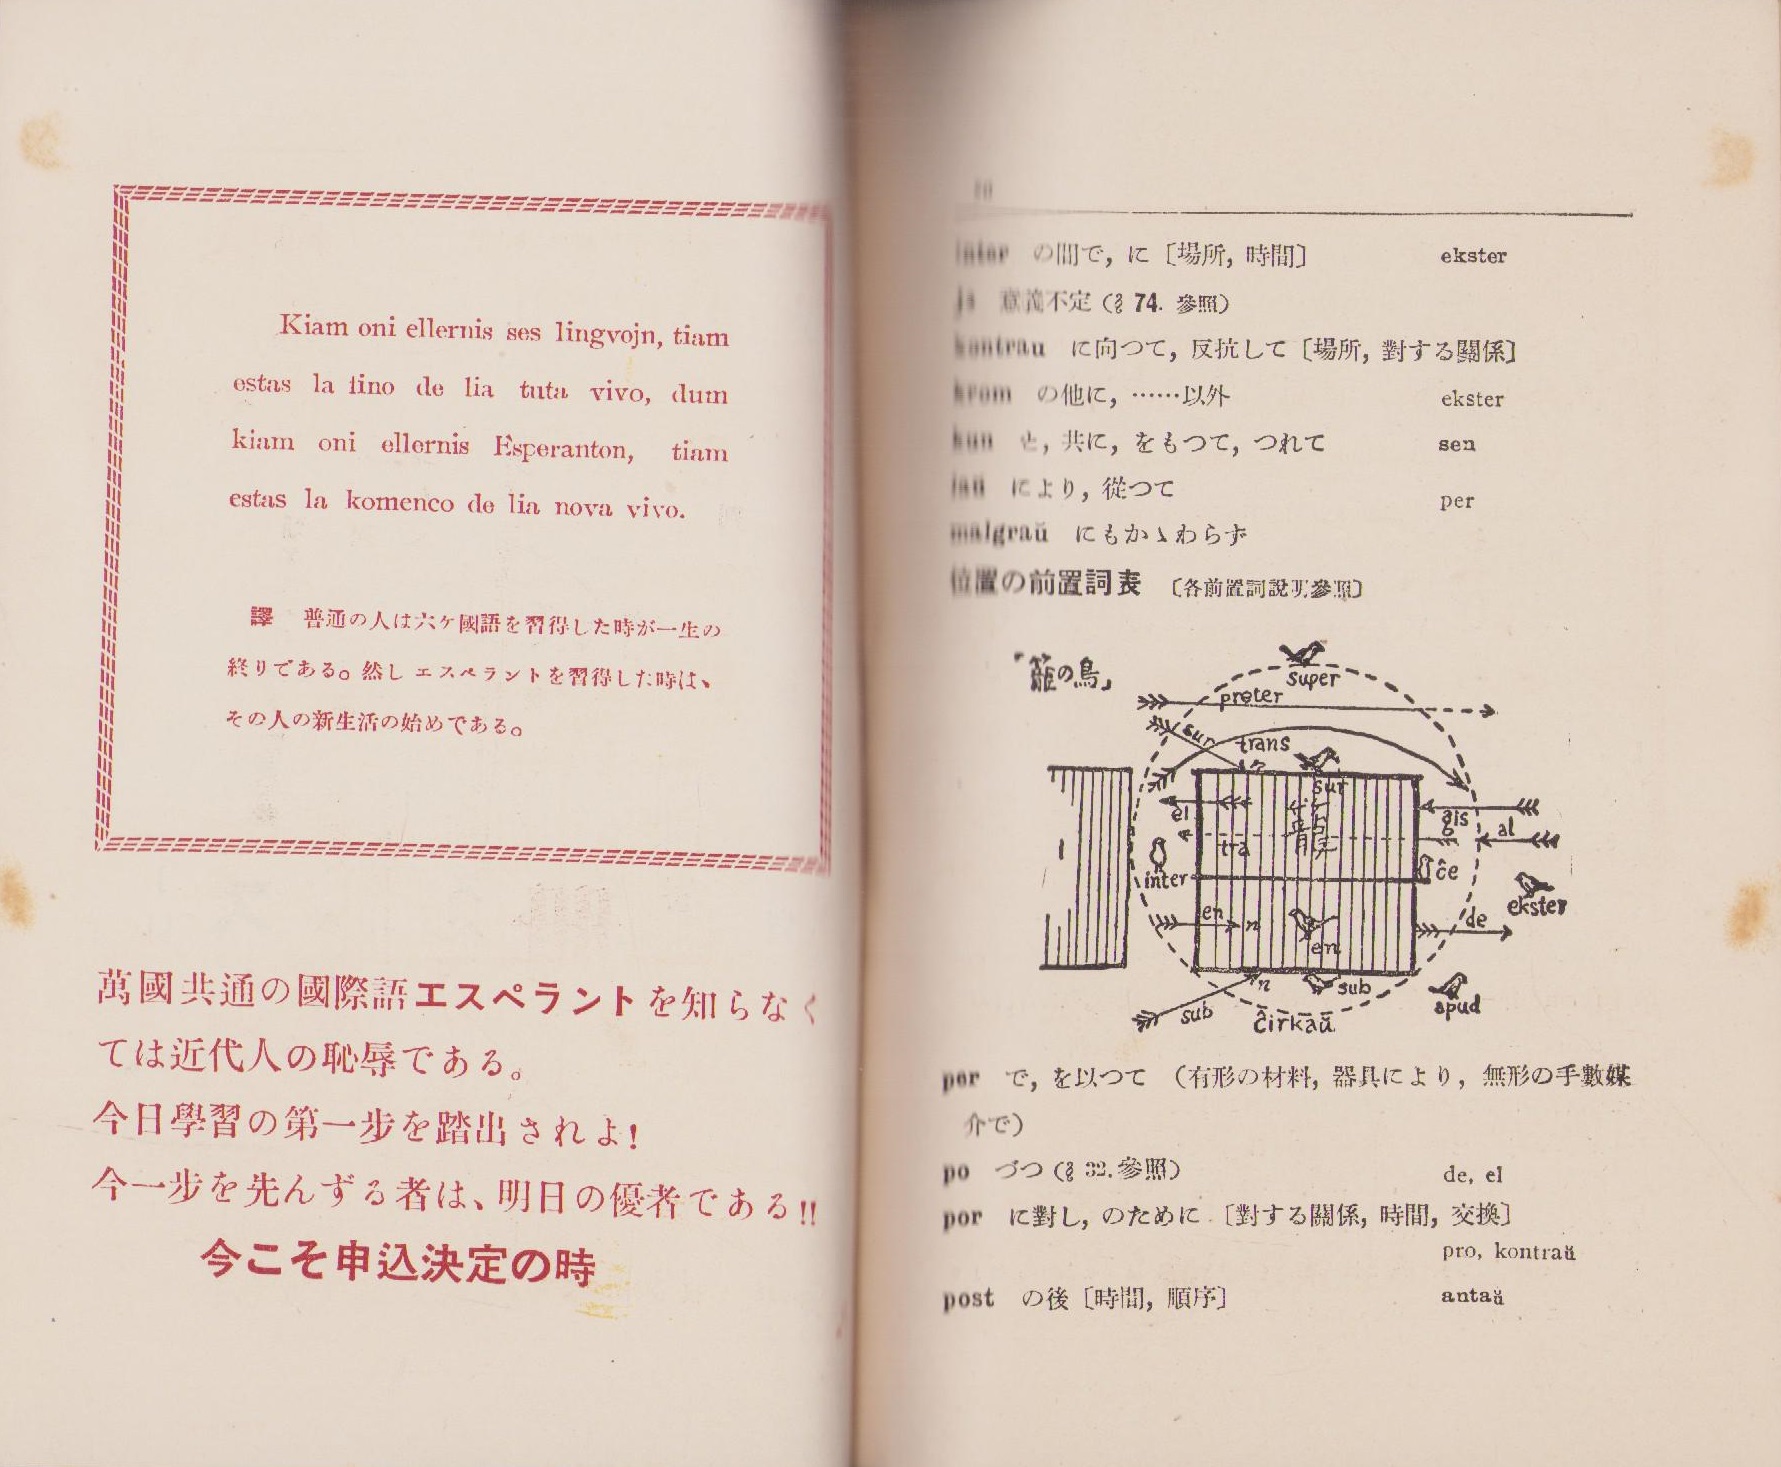 Kiam oni ellernis ses lingvojn, tiam
estas la fino de lia tuta vivo, dum
kiam oni ellernis Esperanton, tiam
estas la komenco de lia nova vivo.
譯 普通の人は六ケ國語を習得した時が一生の
終りである。然し エスペラントを習得した時は、
その人の新生活の始めである。
萬國共通の國際語エスペラントを知らなく
ては近代人の恥辱である。
今日學習の第一步を踏出されよ!
今一步を先んずる者は、明日の優者である!!
今こそ申込決定の時
inter の間で, に〔場所, 時間〕 ekster
je 意義不定 (§ 74. 參照)
kontraŭ に向つて, 反抗して〔場所, 對する關係〕
krom の他に, ……以外 ekster
kun と, 共に, をもつて, つれて sen
laŭ により, 從つて per
malgraŭ にもかゝわらず
位置の前置詞表 〔各前置詞說明參照〕
「籠の鳥」
super
preter
sur
trans
sur
籠
el
tra
ĝis
al
ĉe
inter
ekster
en n
en
de
n
sub
sub
apud
ĉirkaŭ
per で, を以つて (有形の材料, 器具により, 無形の手數媒
介で)
po づつ (§ 32. 參照) de, el
por に對し, のために〔對する關係, 時間, 交換〕
pro, kontraŭ
post の後〔時間, 順序〕 antaŭ